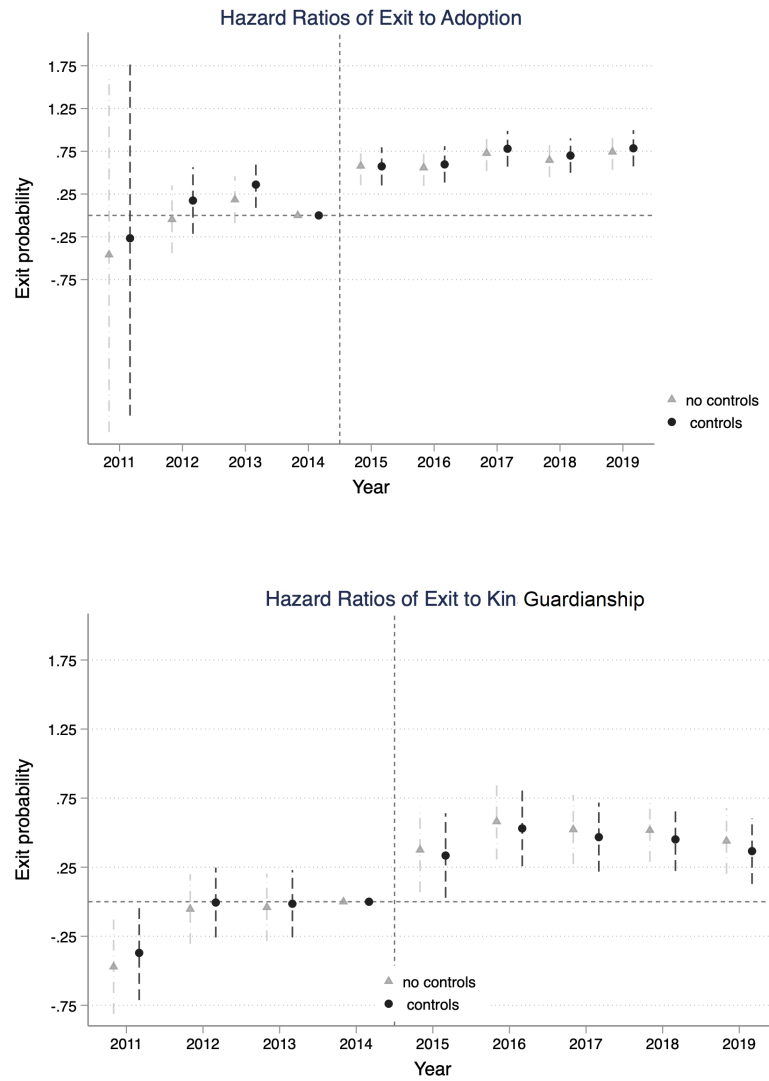 Hazard Ratios of Exit to Adoption
1.75
1.25
.75
.25
-.25
-.75
Exit probability
no controls
controls
2011 2012 2013 2014 2015 2016 2017 2018 2019
Year
Hazard Ratios of Exit to Kin Guardianship
1.75
1.25
.75
.25
-.25
-.75
Exit probability
no controls
controls
2011 2012 2013 2014 2015 2016 2017 2018 2019
Year